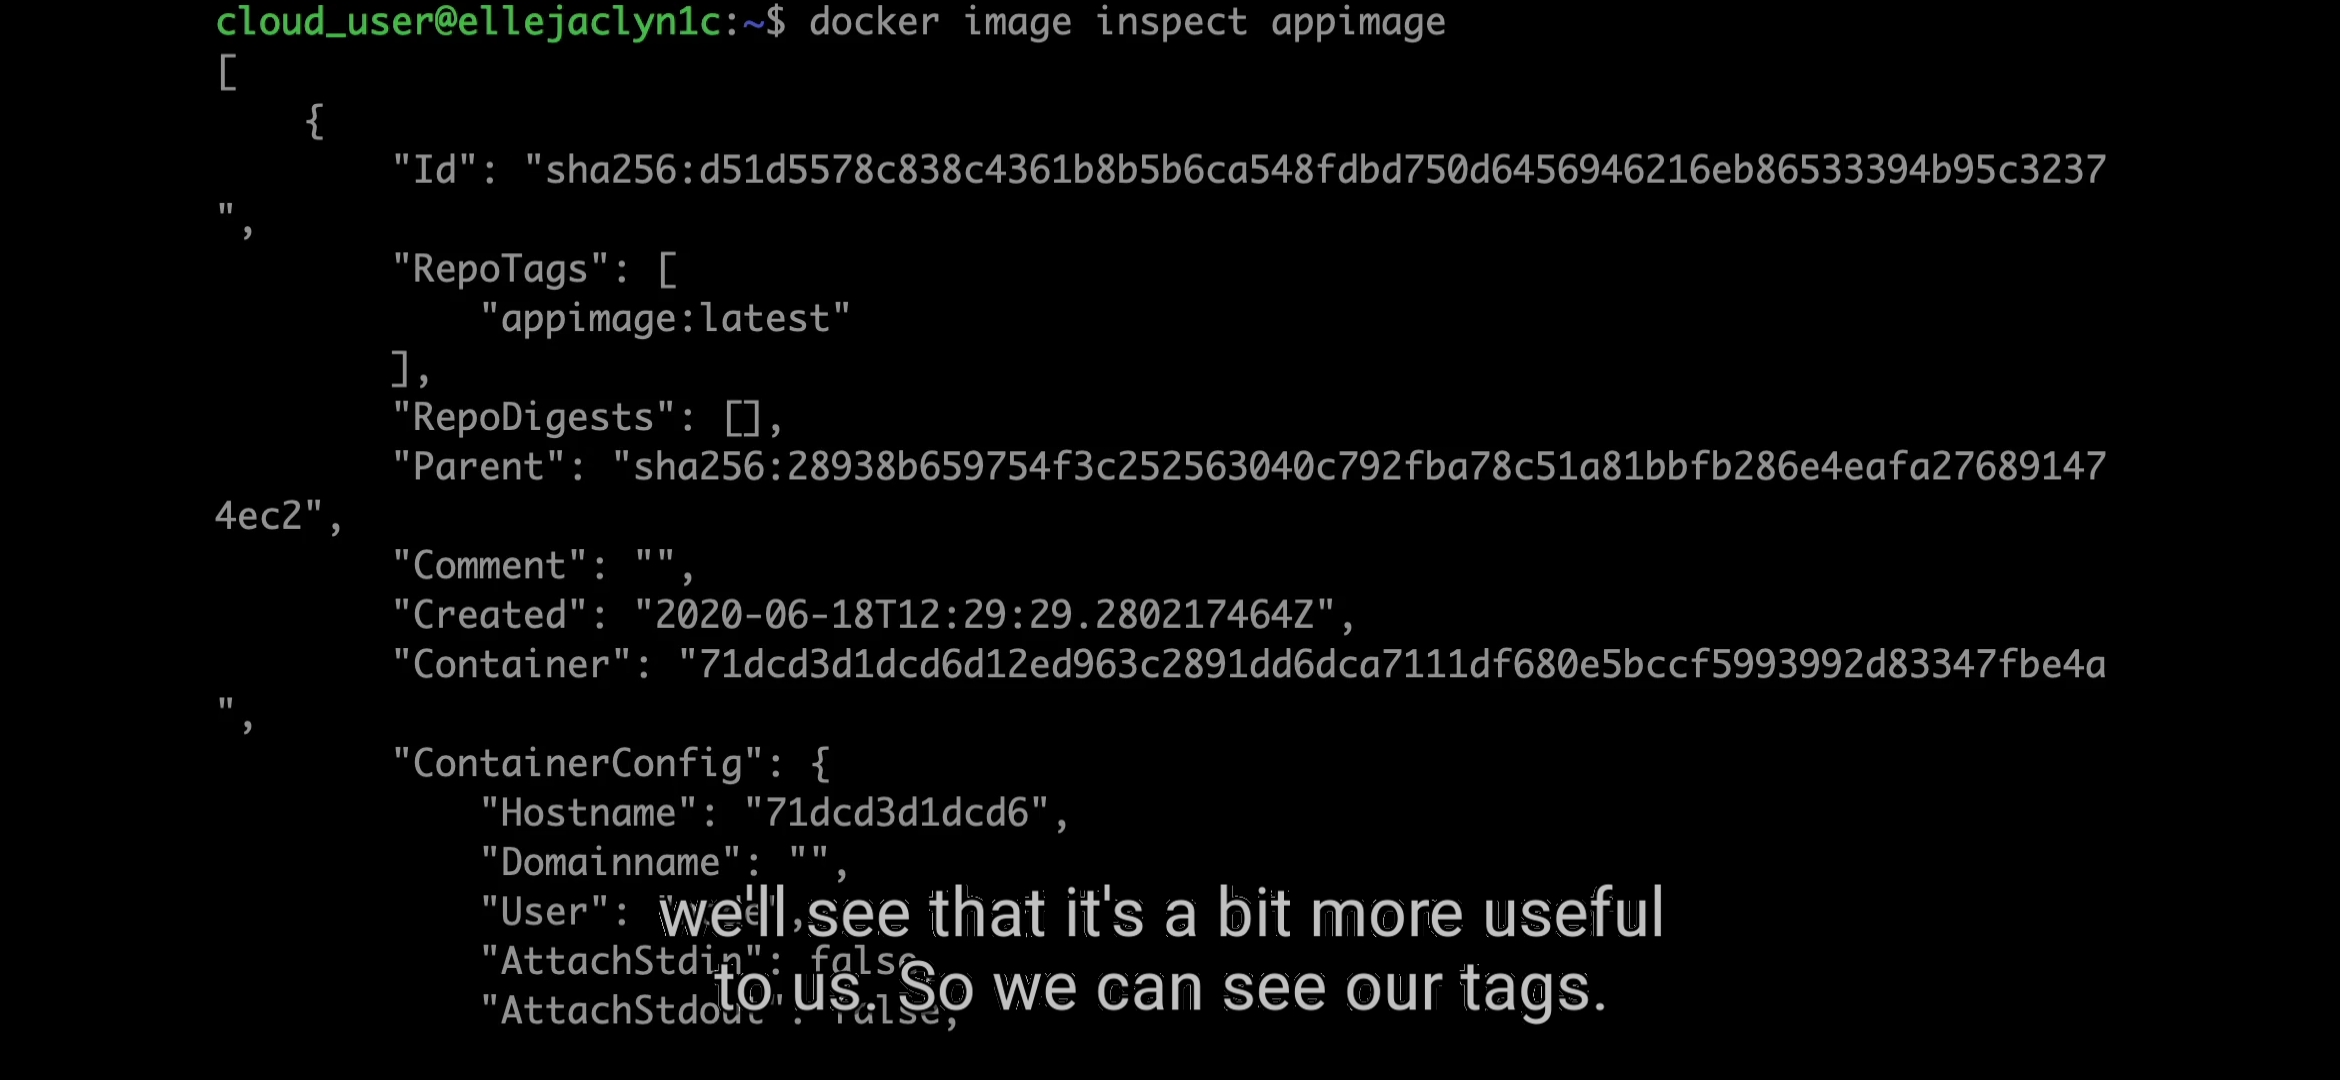 cloud_user@ellejaclyn1c:~$ docker image inspect appimage
[
    {
        "Id": "sha256:d51d5578c838c4361b8b5b6ca548fdbd750d6456946216eb86533394b95c3237
",
        "RepoTags": [
            "appimage:latest"
        ],
        "RepoDigests": [],
        "Parent": "sha256:28938b659754f3c252563040c792fba78c51a81bbfb286e4eafa27689147
4ec2",
        "Comment": "",
        "Created": "2020-06-18T12:29:29.280217464Z",
        "Container": "71dcd3d1dcd6d12ed963c2891dd6dca7111df680e5bccf5993992d83347fbe4a
",
        "ContainerConfig": {
            "Hostname": "71dcd3d1dcd6",
            "Domainname": "",
            "User":
            "AttachStdin": false
            "AttachStdout": false,
we'll see that it's a bit more useful
to us. So we can see our tags.